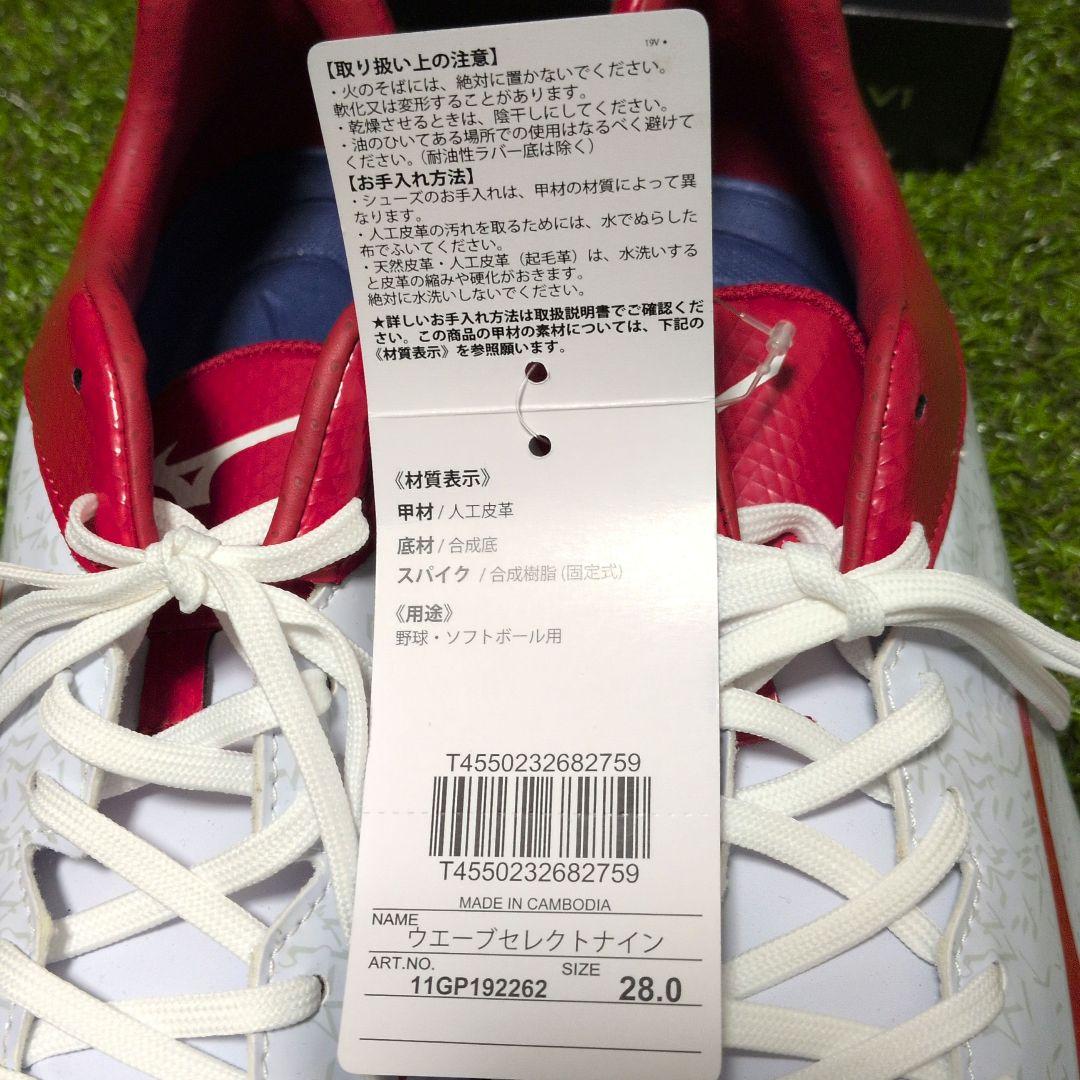 19V •
【取り扱い上の注意】
・火のそばには、絶対に置かないでください。
軟化又は変形することがあります。
・乾燥させるときは、陰干しにしてください。
・油のひいてある場所での使用はなるべく避けて
ください。（耐油性ラバー底は除く）
【お手入れ方法】
・シューズのお手入れは、甲材の材質によって異
なります。
・人工皮革の汚れを取るためには、水でぬらした
布でふいてください。
・天然皮革・人工皮革（起毛革）は、水洗いする
と皮革の縮みや硬化がおきます。
絶対に水洗いしないでください。
★詳しいお手入れ方法は取扱説明書でご確認くだ
さい。この商品の甲材の素材については、下記の
《材質表示》を参照願います。
《材質表示》
甲材 / 人工皮革
底材 / 合成底
スパイク / 合成樹脂 (固定式)
《用途》
野球・ソフトボール用
T4550232682759
T4550232682759
MADE IN CAMBODIA
NAME
ウエーブセレクトナイン
ART.NO.
SIZE
11GP192262
28.0